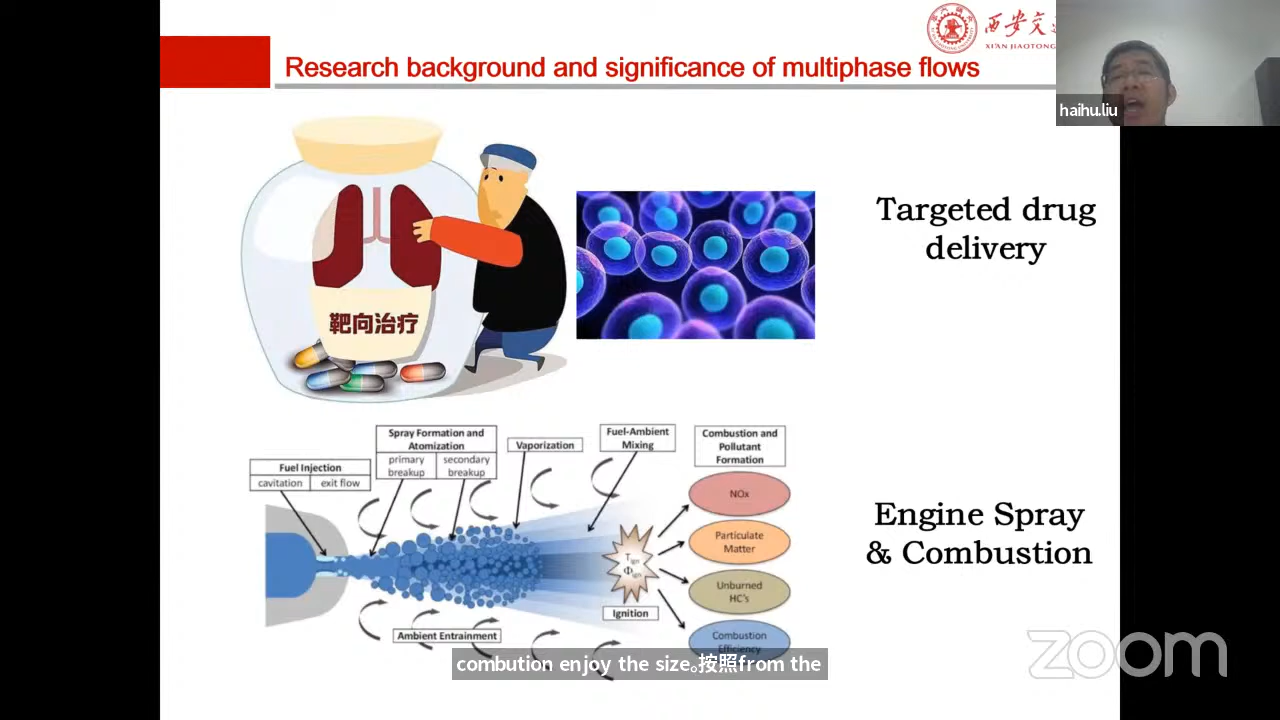 西安交
XI'AN JIAOTONG
Research background and significance of multiphase flows
haihu.liu
Targeted drug
delivery
靶向治疗
Spray Formation and
Atomization
primary
breakup
secondary
breakup
Vaporization
Fuel-Ambient
Mixing
Combustion and
Pollutant
Formation
Fuel Injection
cavitation
exit flow
NOx
Particulate
Matter
Unburned
HC's
Combustion
Efficiency
Tign
Φign
Ignition
Ambient Entrainment
Engine Spray
& Combustion
zoom
combution enjoy the size。按照from the